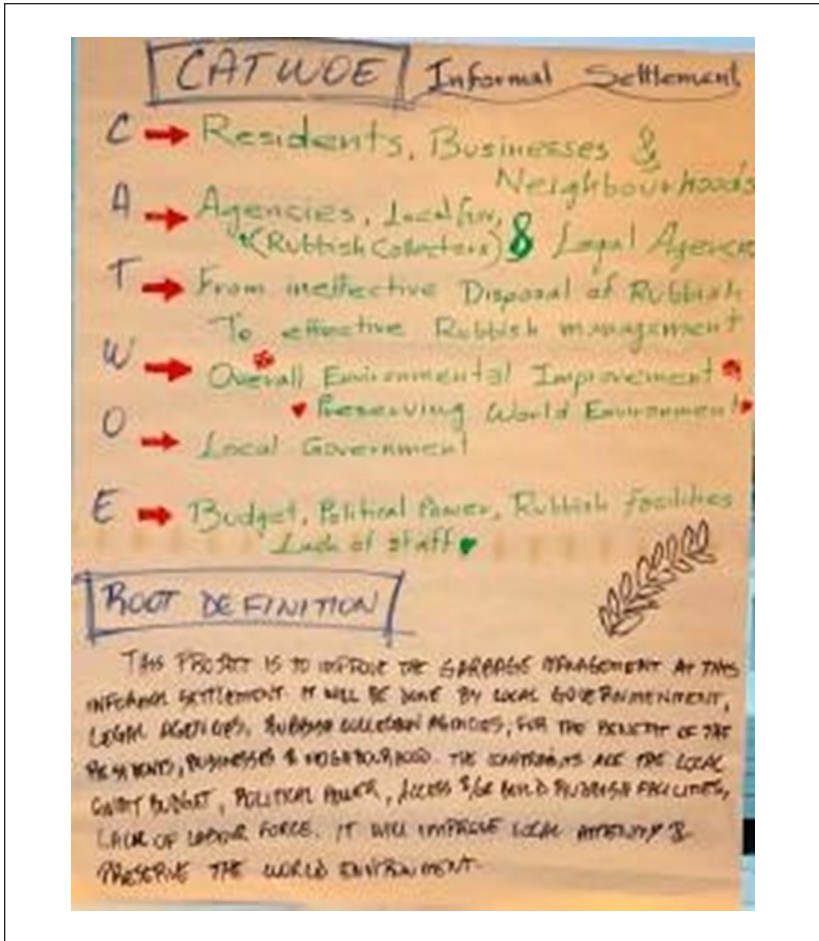 CATWOE Informal Settlement
C → Residents, Businesses &
Neighbourhoods
A → Agencies, Local Gov,
(Rubbish Collectors) & Legal Agencies
T → From ineffective Disposal of Rubbish
To effective Rubbish management
W → Overall Environmental Improvement
Preserving World Environment
O → Local Government
E → Budget, Political Power, Rubbish facilities
Lack of staff
ROOT DEFINITION
THIS PROJECT IS TO IMPROVE THE GARBAGE MANAGEMENT AT THIS
INFORMAL SETTLEMENT. IT WILL BE DONE BY LOCAL GOVERNMENMENT,
LEGAL AGENCIES, RUBBISH COLLECTION AGENCIES, FOR THE BENEFIT OF THE
RESIDENTS, BUSINESSES & NEIGHBOURHOOD. THE CONSTRAINTS ARE THE LOCAL
BUDGET, POLITICAL POWER, ACCESS BUILD RUBBISH FACILITIES,
LACK OF LABOUR FORCE. IT WILL IMPROVE LOCAL &
PRESERVE THE WORLD ENVIRONMENT.